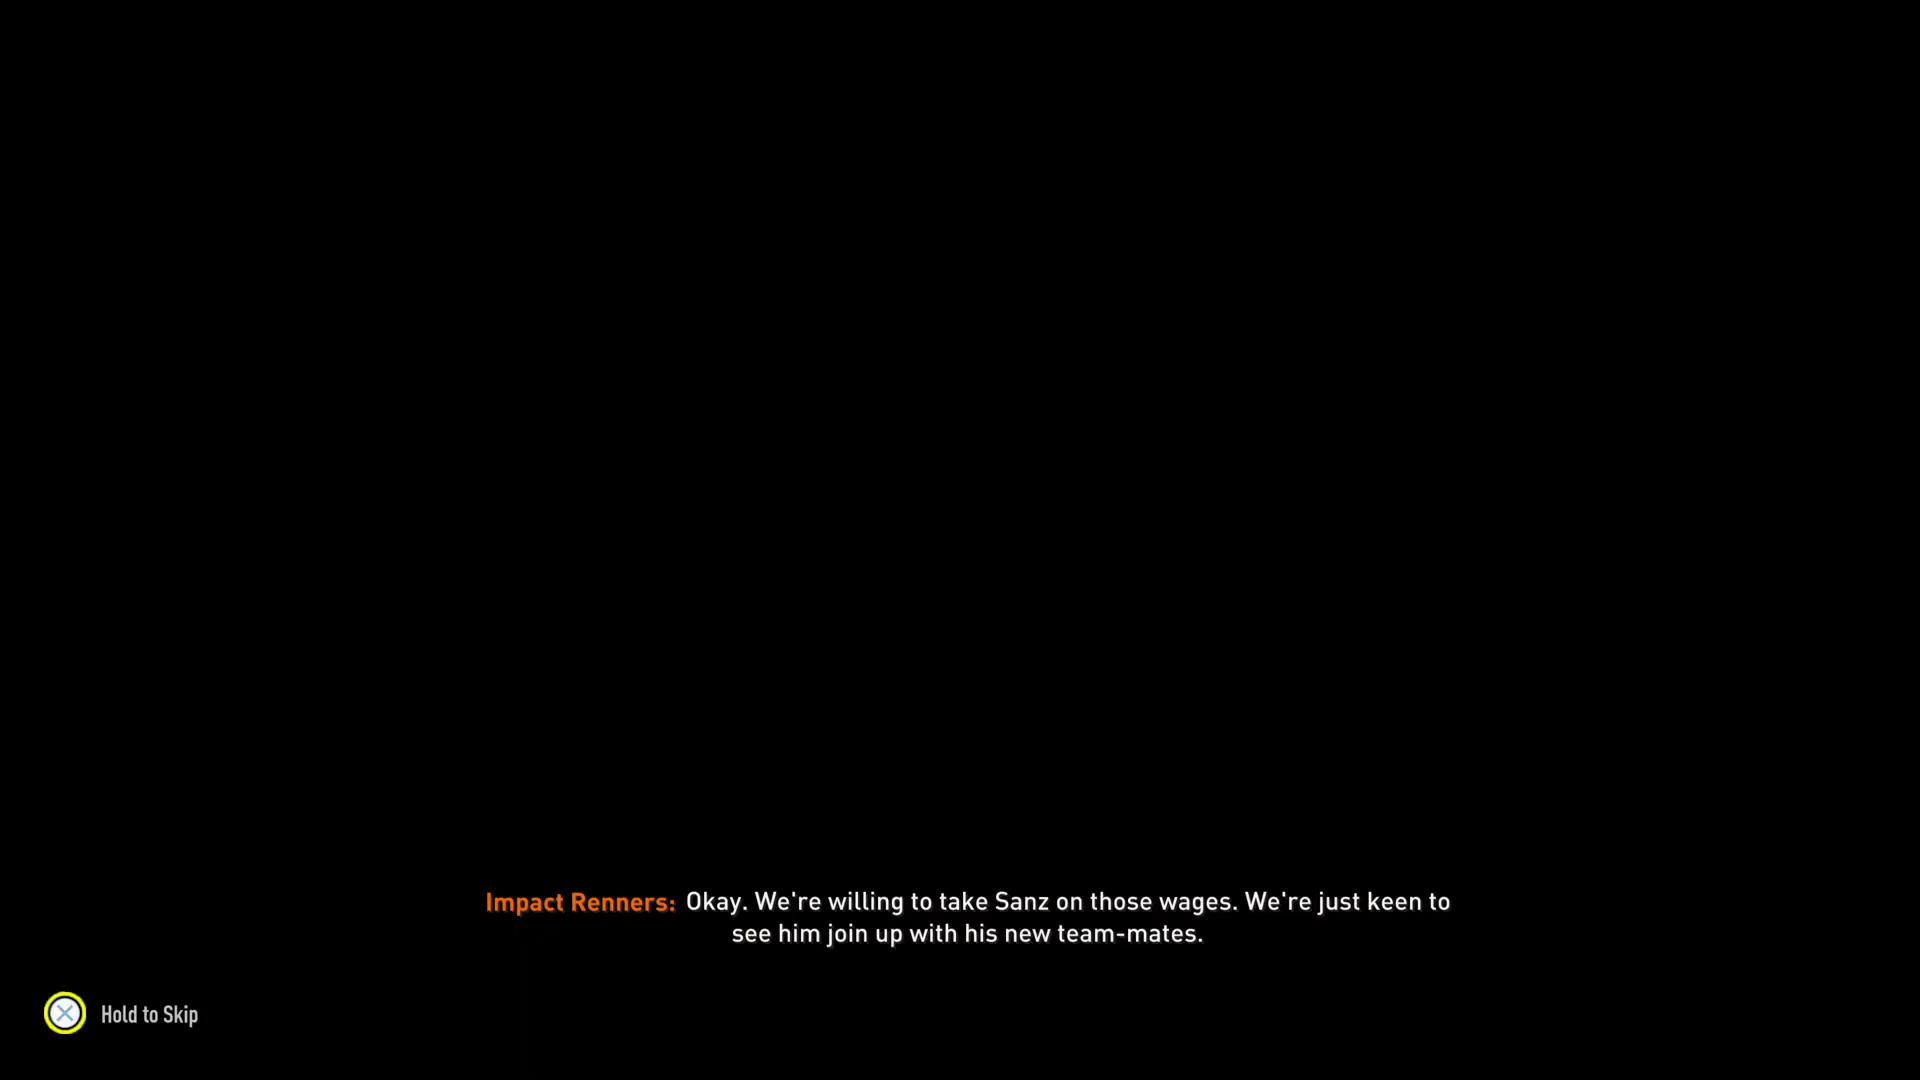 Impact Renners: Okay. We're willing to take Sanz on those wages. We're just keen to
see him join up with his new team-mates.
Hold to Skip